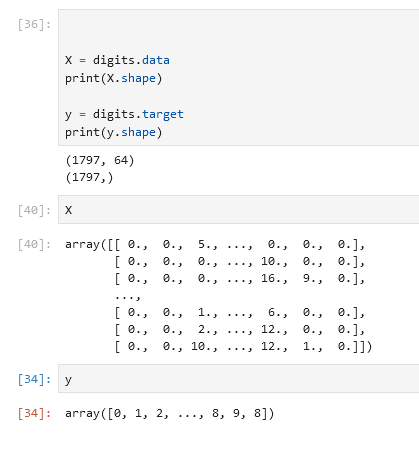 [36]:
X = digits.data
print(X.shape)
y = digits.target
print(y.shape)
(1797, 64)
(1797,)
[40]: X
[40]: array([[ 0.,  0.,  5., ...,  0.,  0.,  0.],
       [ 0.,  0.,  0., ..., 10.,  0.,  0.],
       [ 0.,  0.,  0., ..., 16.,  9.,  0.],
       ...,
       [ 0.,  0.,  1., ...,  6.,  0.,  0.],
       [ 0.,  0.,  2., ..., 12.,  0.,  0.],
       [ 0.,  0., 10., ..., 12.,  1.,  0.]])
[34]: y
[34]: array([0, 1, 2, ..., 8, 9, 8])